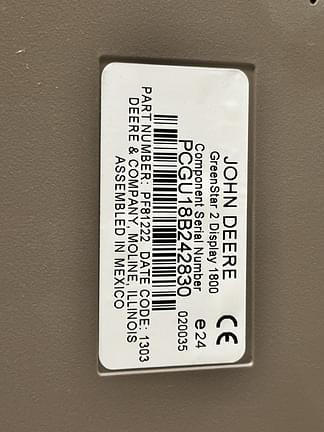 JOHN DEERE CE
GreenStar 2 Display 1800
Component Serial Number e24
PCGU18B242830 020035
PART NUMBER: PF81222 DATE CODE: 1303
DEERE & COMPANY, MOLINE, ILLINOIS
ASSEMBLED IN MEXICO